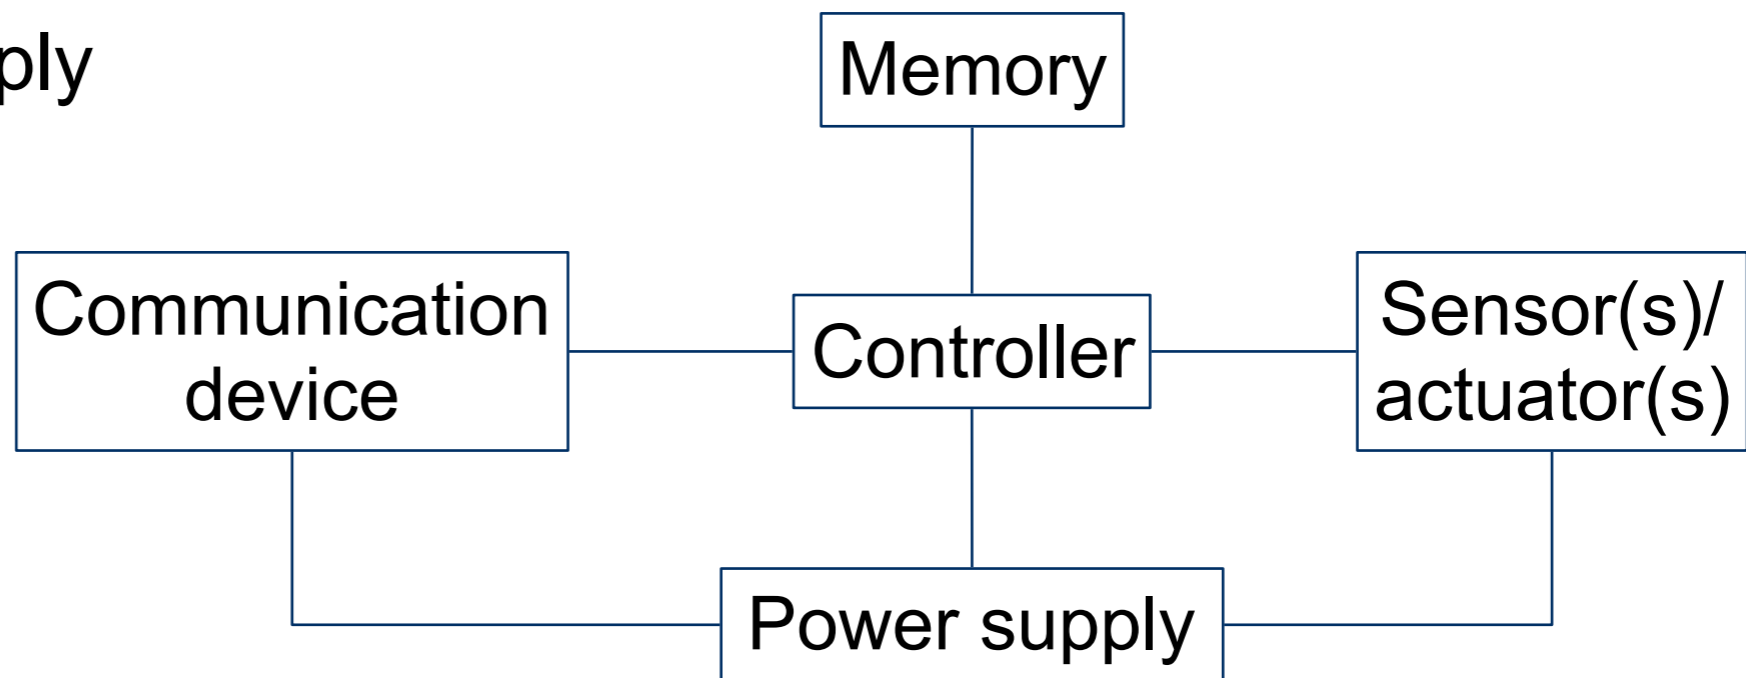 ply
Memory
Communication
device
Controller
Sensor(s)/
actuator(s)
Power supply